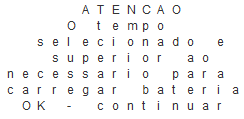 ATENCAO
O tempo
selecionado e
superior ao
necessario para
carregar bateria
OK - continuar